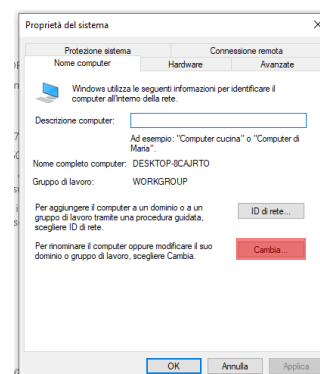 Proprietà del sistema
Protezione sistema
Connessione remota
Nome computer
Hardware
Avanzate
Windows utilizza le seguenti informazioni per identificare il
computer all'interno della rete.
Descrizione computer:
Ad esempio: "Computer cucina" o "Computer di
Maria".
Nome completo computer: DESKTOP-8CAJRTO
Gruppo di lavoro: WORKGROUP
Per aggiungere il computer a un dominio o a un
gruppo di lavoro tramite una procedura guidata,
scegliere ID di rete.
ID di rete...
Per rinominare il computer oppure modificare il suo
dominio o gruppo di lavoro, scegliere Cambia.
Cambia...
OK
Annulla
Applica